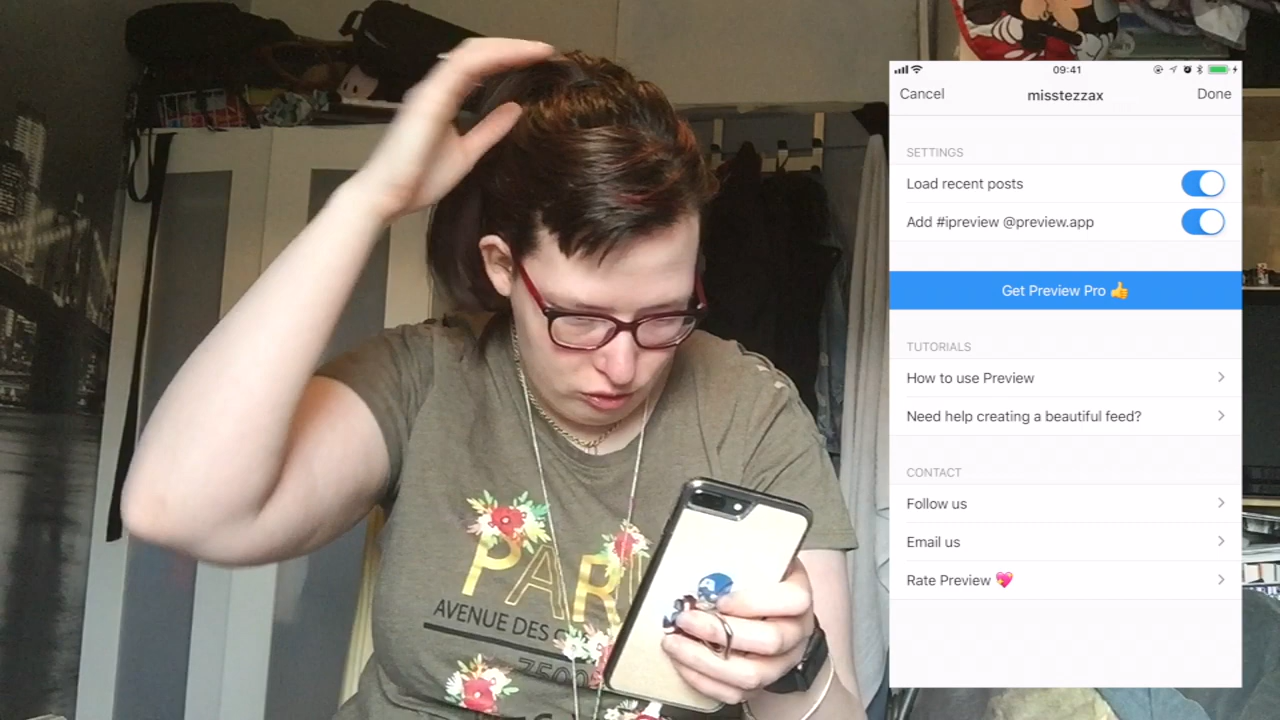 PAR
AVENUE DES
7500
09:41
Cancel
misstezzax
Done
SETTINGS
Load recent posts
Add #ipreview @preview.app
Get Preview Pro 👍
TUTORIALS
How to use Preview
Need help creating a beautiful feed?
CONTACT
Follow us
Email us
Rate Preview 💖